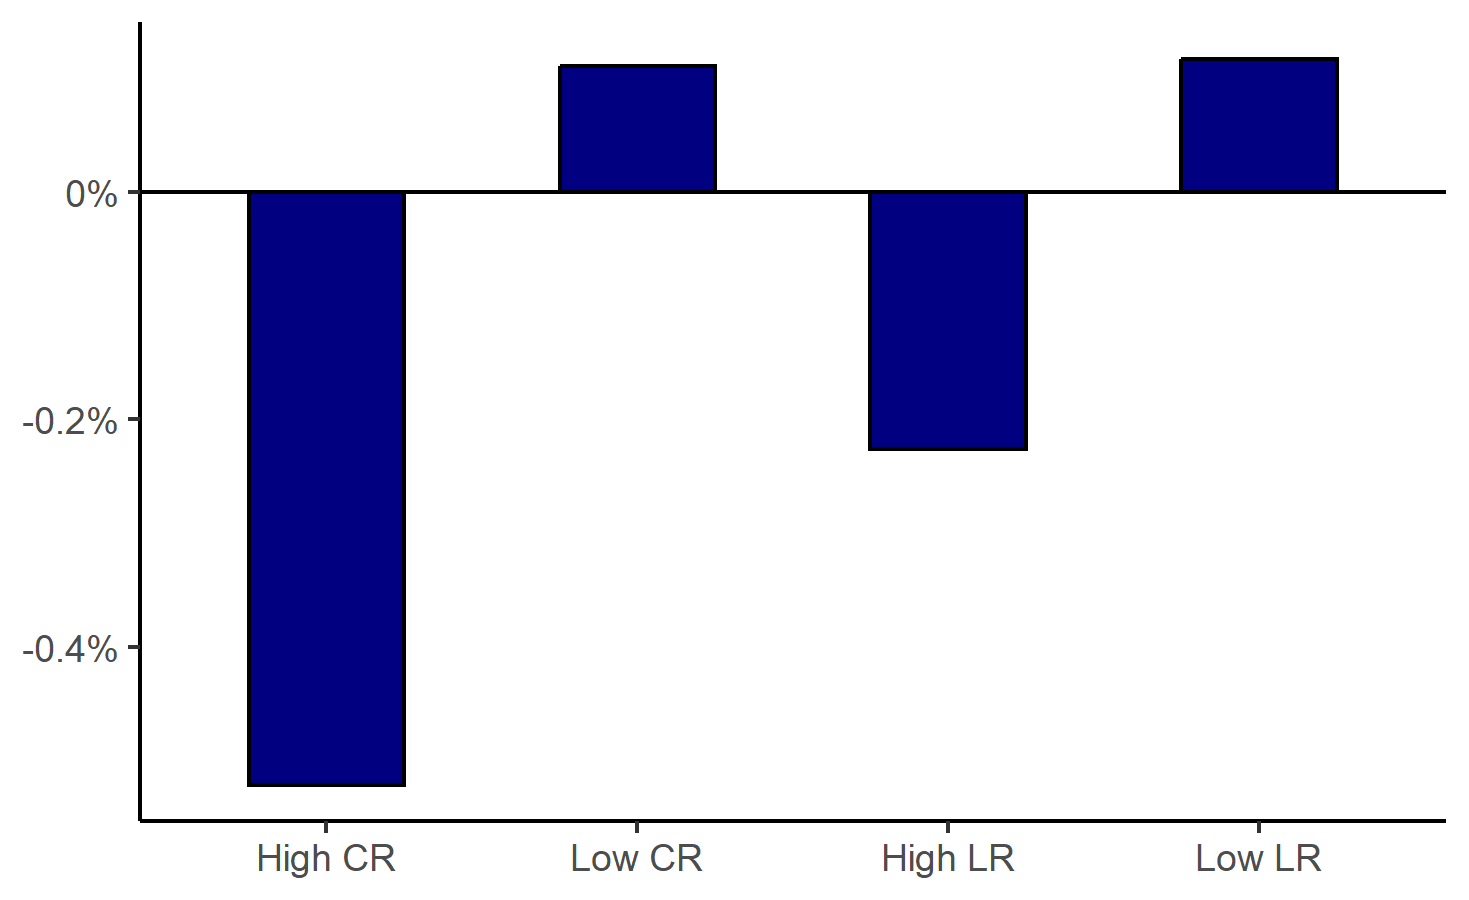 0%
-0.2%
-0.4%
High CR
Low CR
High LR
Low LR